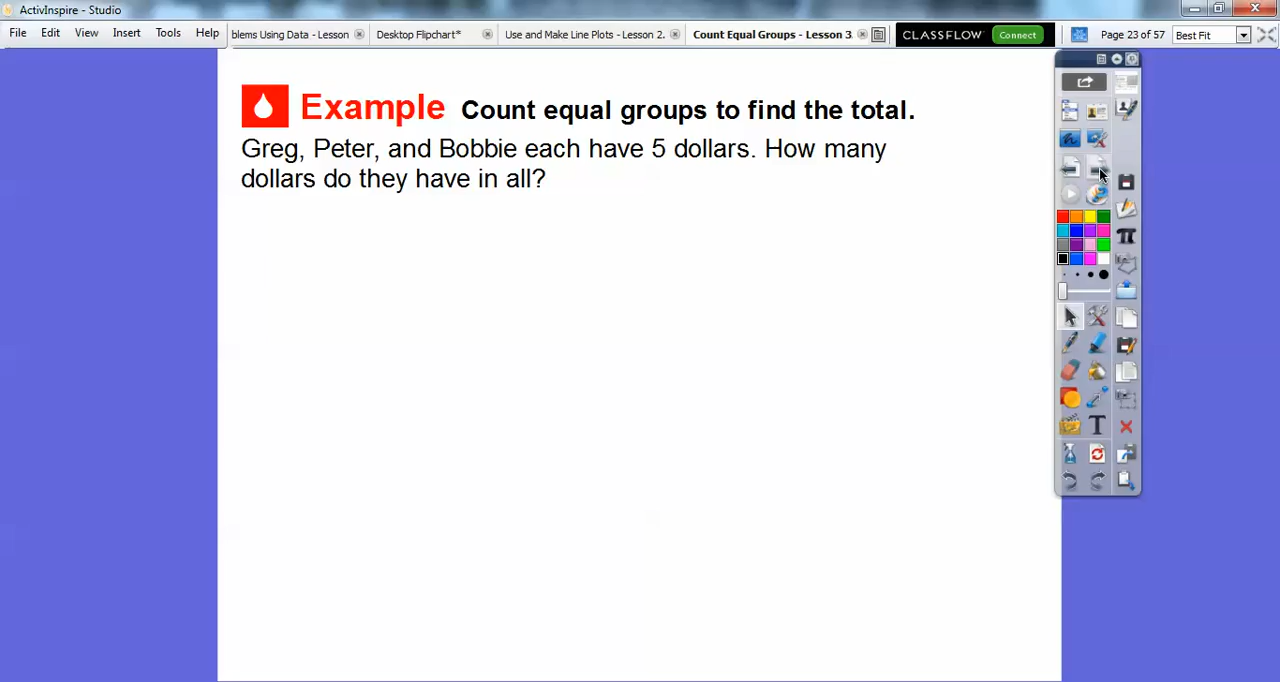 ActivInspire - Studio
File Edit View Insert Tools Help
blems Using Data - Lesson Desktop Flipchart* Use and Make Line Plots - Lesson 2. Count Equal Groups - Lesson 3. CLASSFLOW Connect Page 23 of 57 Best Fit
Example Count equal groups to find the total.
Greg, Peter, and Bobbie each have 5 dollars. How many
dollars do they have in all?